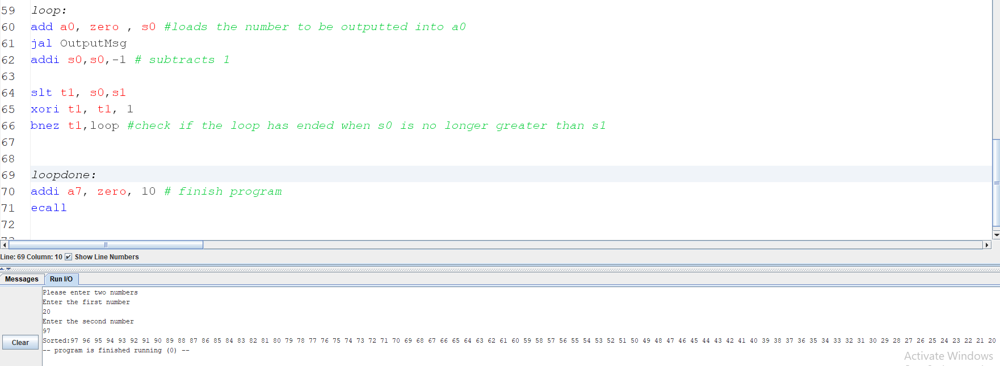 59 loop:
60 add a0, zero , s0 #loads the number to be outputted into a0
61 jal OutputMsg
62 addi s0,s0,-1 # subtracts 1
63
64 slt t1, s0,s1
65 xori t1, t1, 1
66 bnez t1,loop #check if the loop has ended when s0 is no longer greater than s1
67
68
69 loopdone:
70 addi a7, zero, 10 # finish program
71 ecall
72
Line: 69 Column: 10 Show Line Numbers
Messages Run I/O
Please enter two numbers
Enter the first number
20
Enter the second number
97
Clear
Sorted:97 96 95 94 93 92 91 90 89 88 87 86 85 84 83 82 81 80 79 78 77 76 75 74 73 72 71 70 69 68 67 66 65 64 63 62 61 60 59 58 57 56 55 54 53 52 51 50 49 48 47 46 45 44 43 42 41 40 39 38 37 36 35 34 33 32 31 30 29 28 27 26 25 24 23 22 21 20
-- program is finished running (0) --
Activate Windows